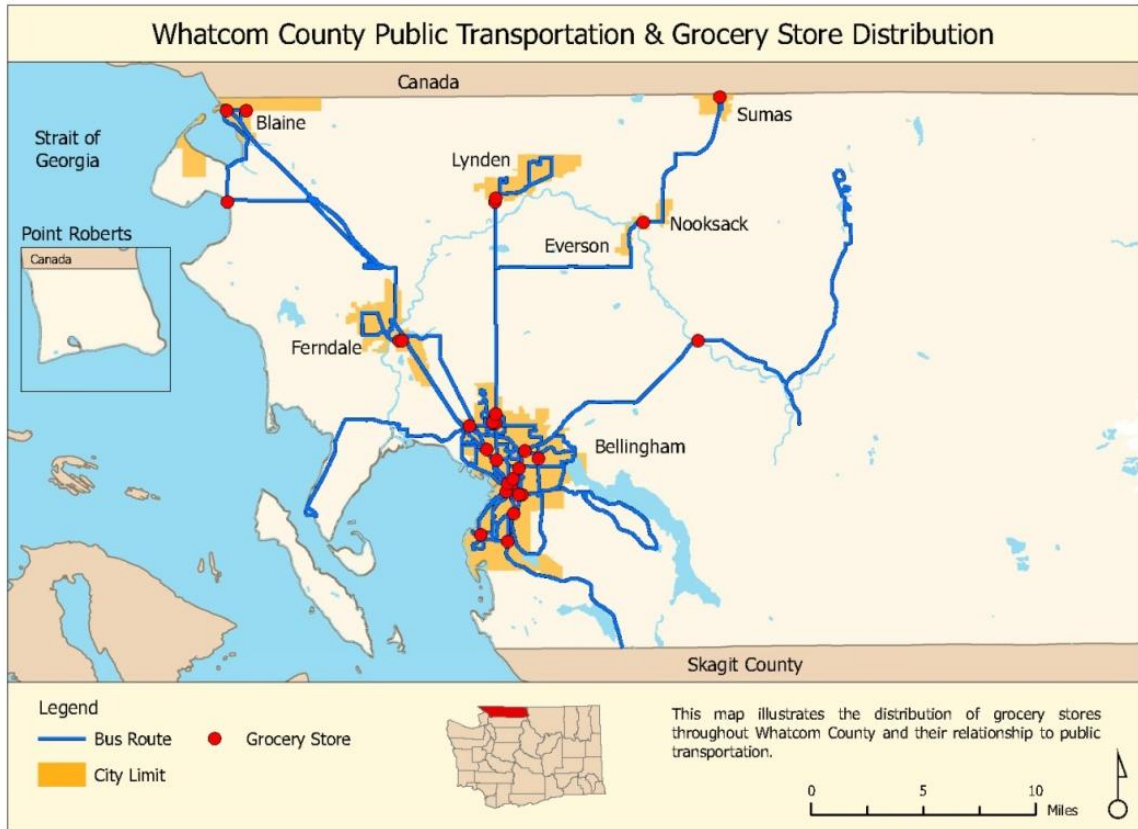 Whatcom County Public Transportation & Grocery Store Distribution
Canada
Blaine
Sumas
Strait of
Georgia
Lynden
Nooksack
Point Roberts
Canada
Everson
Ferndale
Bellingham
Skagit County
Legend
Bus Route
Grocery Store
City Limit
This map illustrates the distribution of grocery stores
throughout Whatcom County and their relationship to public
transportation.
0 5 10
Miles